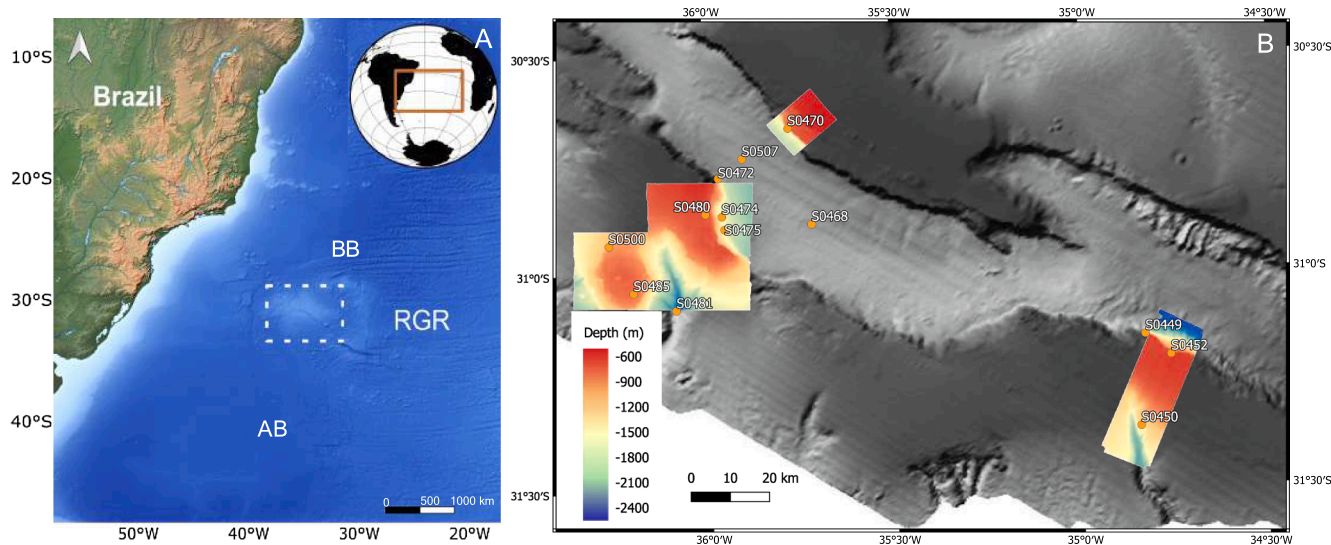 A
10°S
Brazil
20°S
BB
30°S
RGR
40°S
AB
0 500 1000 km
50°W 40°W 30°W 20°W
36°0'W 35°30'W 35°0'W 34°30'W
B
30°30'S 30°30'S
S0470
S0507
S0472
S0480 S0474
S0468
S0475
S0500
31°0'S 31°0'S
S0485
S0481
Depth (m)
S0449
-600
S0452
-900
-1200
-1500
S0450
-1800
0 10 20 km
-2100
-2400
31°30'S 31°30'S
36°0'W 35°30'W 35°0'W 34°30'W